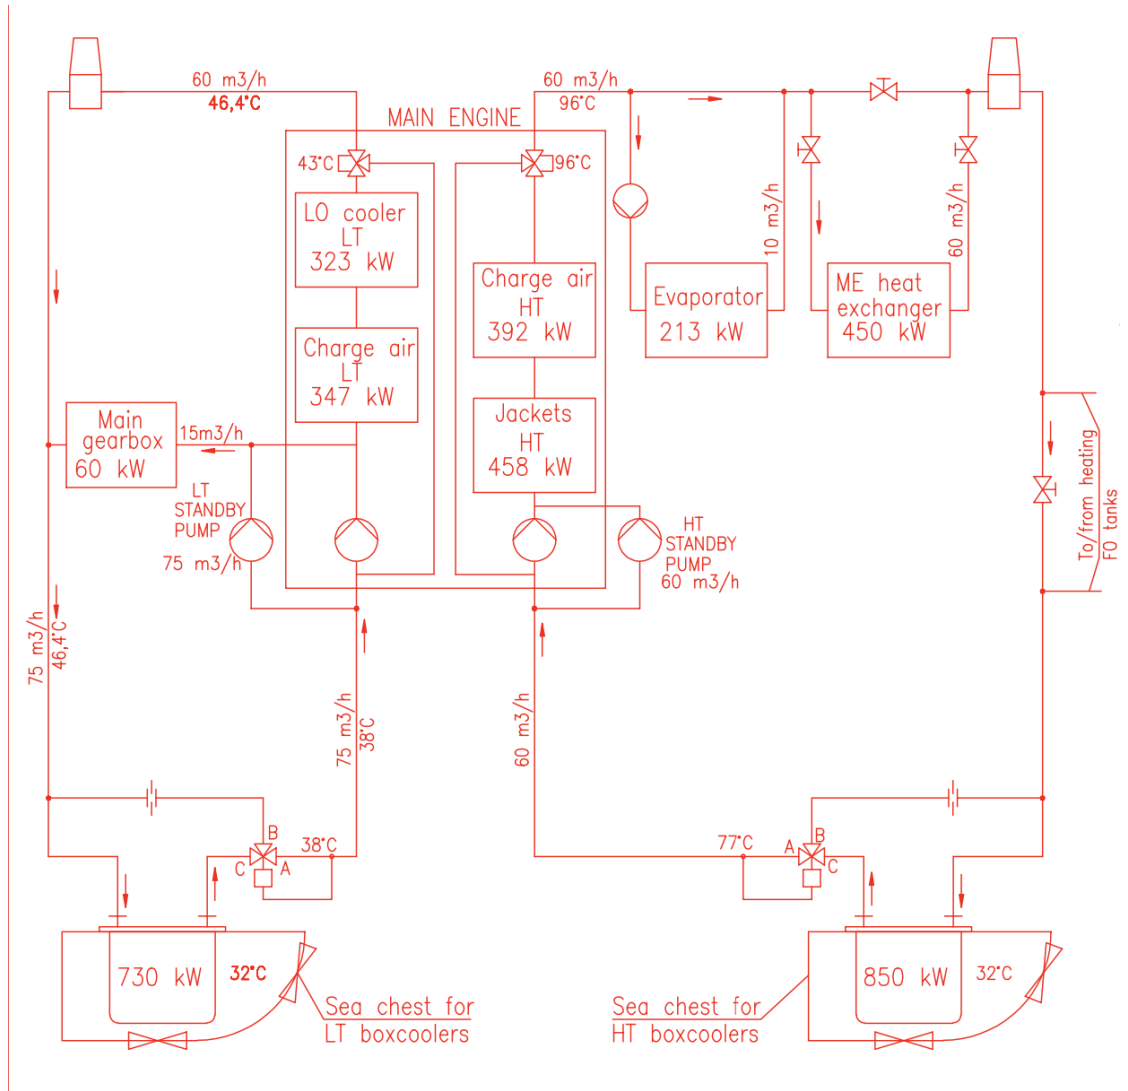 60 m3/h
46,4°C
60 m3/h
96°C
MAIN ENGINE
43°C
96°C
LO cooler
LT
323 kW
Charge air
HT
392 kW
10 m3/h
60 m3/h
Evaporator
213 kW
ME heat
exchanger
450 kW
Charge air
LT
347 kW
Main
gearbox
60 kW
15m3/h
Jackets
HT
458 kW
LT
STANDBY
PUMP
75 m3/h
HT
STANDBY
PUMP
60 m3/h
To/from heating
FO tanks
75 m3/h
46,4°C
75 m3/h
38°C
60 m3/h
B
C
A
38°C
77°C
A
B
C
730 kW
32°C
850 kW
32°C
Sea chest for
LT boxcoolers
Sea chest for
HT boxcoolers